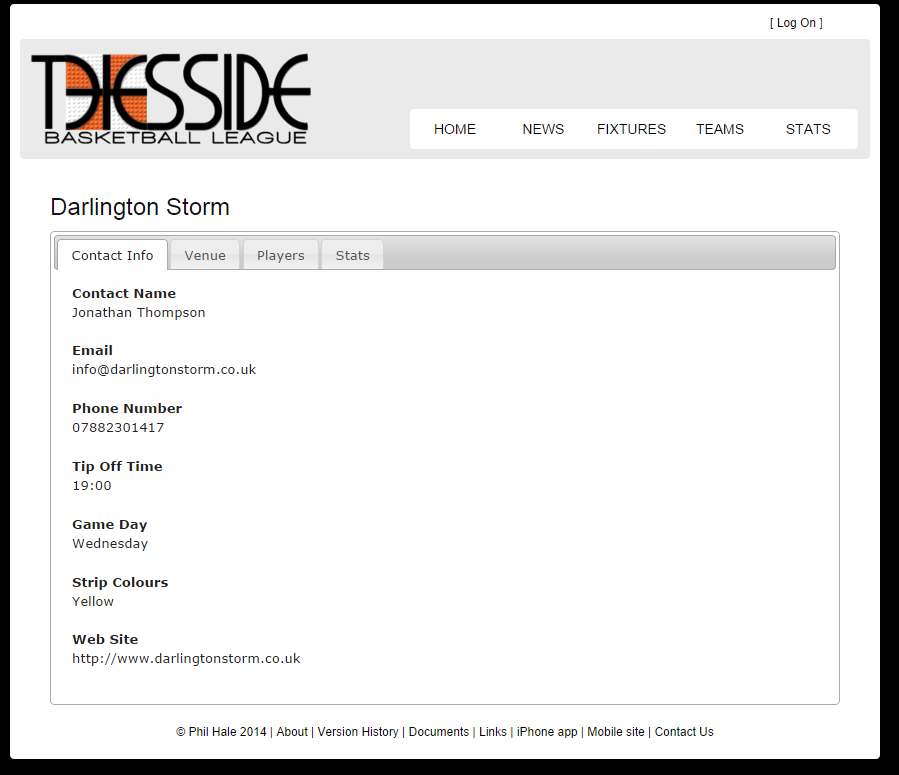 [ Log On ]
TEESSIDE
BASKETBALL LEAGUE
HOME NEWS FIXTURES TEAMS STATS
Darlington Storm
Contact Info Venue Players Stats
Contact Name
Jonathan Thompson
Email
info@darlingtonstorm.co.uk
Phone Number
07882301417
Tip Off Time
19:00
Game Day
Wednesday
Strip Colours
Yellow
Web Site
http://www.darlingtonstorm.co.uk
© Phil Hale 2014 | About | Version History | Documents | Links | iPhone app | Mobile site | Contact Us